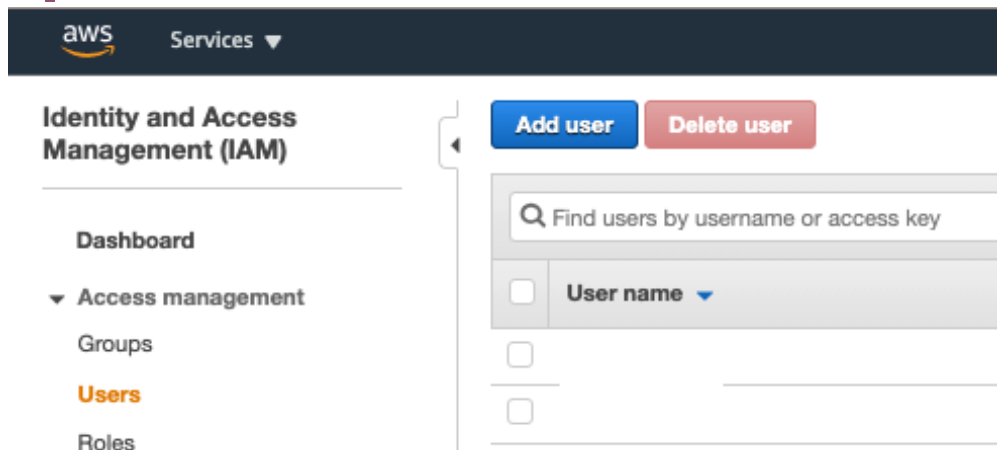 aws Services
Identity and Access
Management (IAM)
Dashboard
Access management
Groups
Users
Roles
Add user Delete user
Find users by username or access key
User name